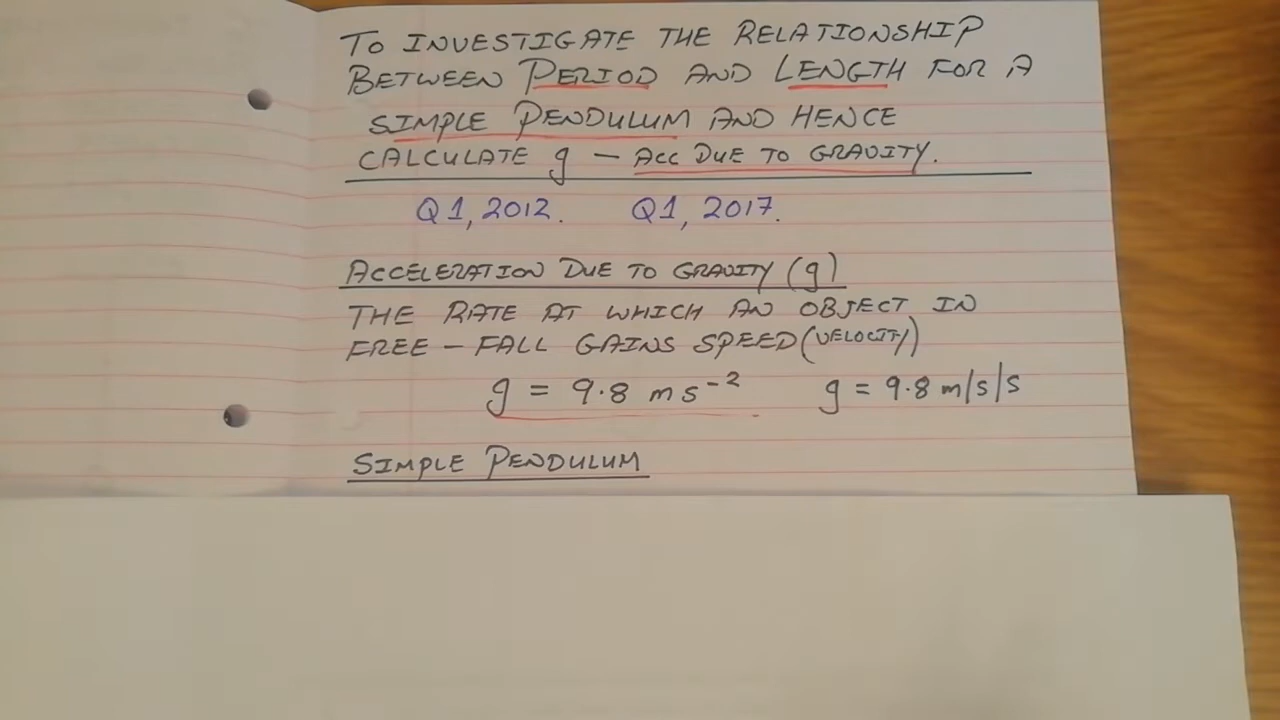 TO INVESTIGATE THE RELATIONSHIP
BETWEEN PERIOD AND LENGTH FOR A
SIMPLE PENDULUM AND HENCE
CALCULATE g – ACC DUE TO GRAVITY.
Q1, 2012. Q1, 2017.
ACCELERATION DUE TO GRAVITY (g)
THE RATE AT WHICH AN OBJECT IN
FREE – FALL GAINS SPEED (VELOCITY)
g = 9.8 ms⁻² g = 9.8 m/s/s
SIMPLE PENDULUM